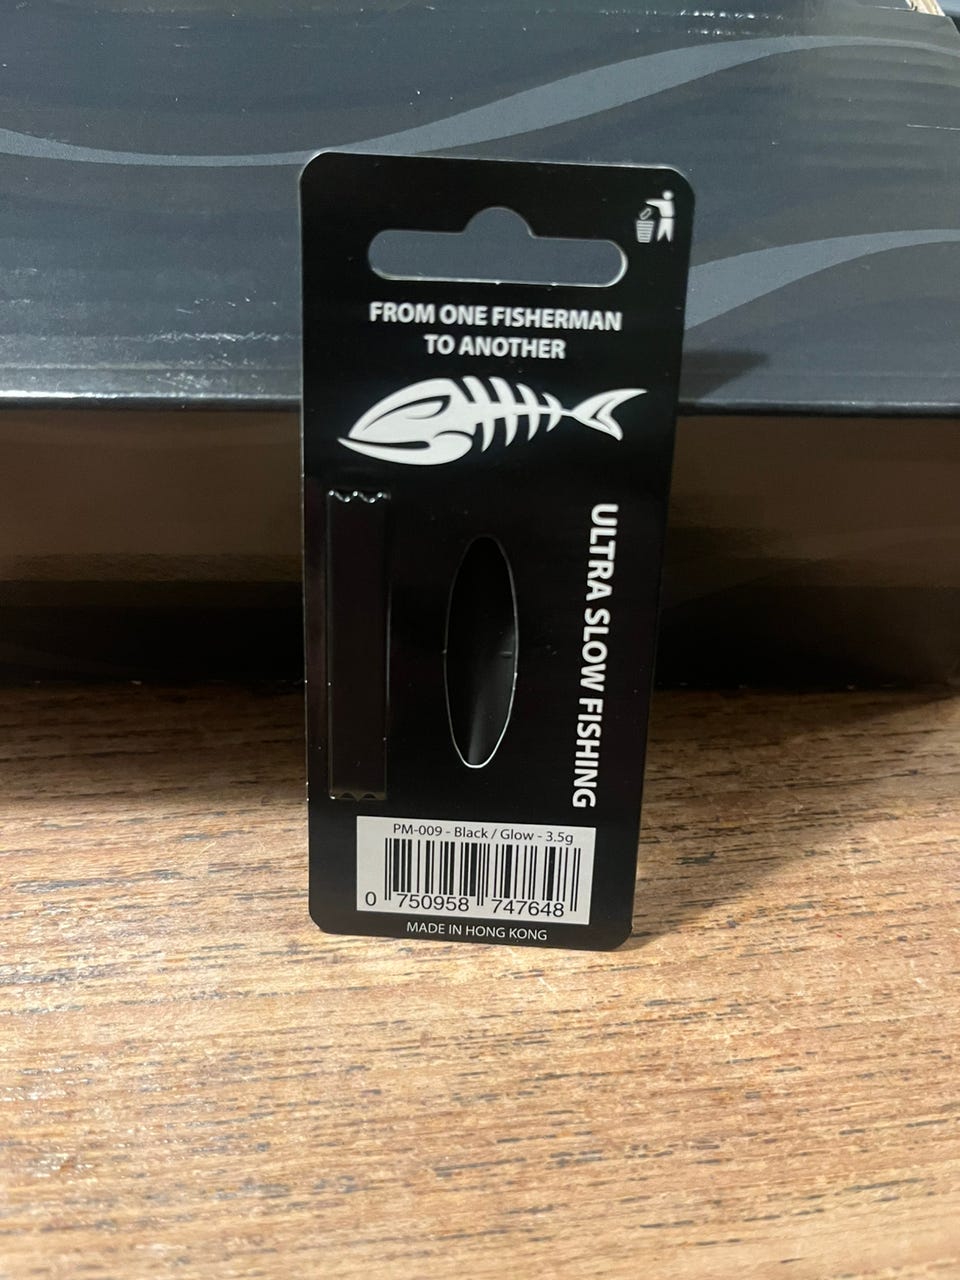 FROM ONE FISHERMAN
TO ANOTHER
ULTRA SLOW FISHING
PM-009 - Black / Glow - 3.5g
0 750958 747648
MADE IN HONG KONG